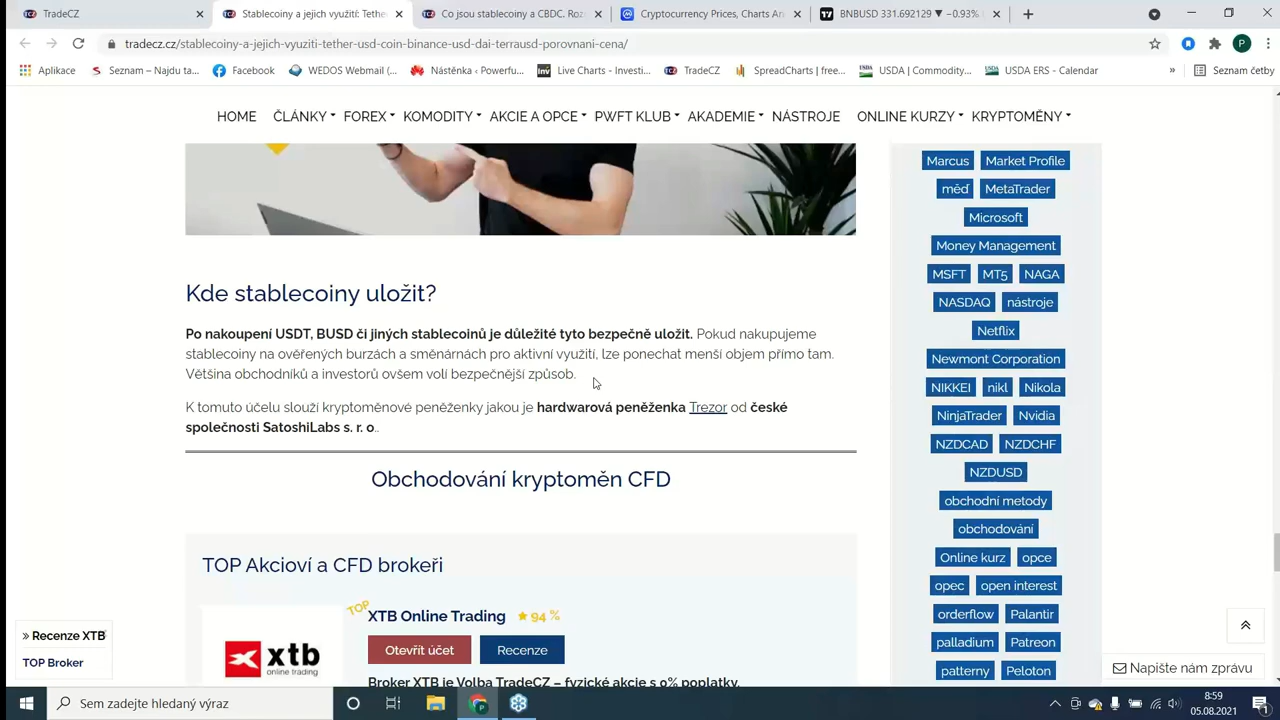 TradeCZ
Stablecoiny a jejich využití: Tethe
Co jsou stablecoiny a CBDC. Roz
Cryptocurrency Prices, Charts An
BNBUSD 331.692129 ▼ −0.93%
tradecz.cz/stablecoiny-a-jejich-vyuziti-tether-usd-coin-binance-usd-dai-terrausd-porovnani-cena/
P
Aplikace
Seznam – Najdu ta...
Facebook
WEDOS Webmail (...
Nástěnka ‹ Powerfu...
Live Charts - Investi...
TradeCZ
SpreadCharts | free...
USDA | Commodity...
USDA ERS - Calendar
»
Seznam četby
HOME ČLÁNKY FOREX KOMODITY AKCIE A OPCE PWFT KLUB AKADEMIE NÁSTROJE ONLINE KURZY KRYPTOMĚNY
Kde stablecoiny uložit?
Po nakoupení USDT, BUSD či jiných stablecoinů je důležité tyto bezpečně uložit. Pokud nakupujeme
stablecoiny na ověřených burzách a směnárnách pro aktivní využití, lze ponechat menší objem přímo tam.
Většina obchodníků a investorů ovšem volí bezpečnější způsob.
K tomuto účelu slouží kryptoměnové peněženky jakou je hardwarová peněženka Trezor od české
společnosti SatoshiLabs s. r. o..
Obchodování kryptoměn CFD
TOP Akcioví a CFD brokeři
TOP
XTB Online Trading ★ 94 %
Otevřít účet Recenze
xtb
online trading
Broker XTB je Volba TradeCZ – fyzické akcie s 0% poplatky.
Marcus Market Profile
měď MetaTrader
Microsoft
Money Management
MSFT MT5 NAGA
NASDAQ nástroje
Netflix
Newmont Corporation
NIKKEI nikl Nikola
NinjaTrader Nvidia
NZDCAD NZDCHF
NZDUSD
obchodní metody
obchodování
Online kurz opce
opec open interest
orderflow Palantir
palladium Patreon
patterny Peloton
» Recenze XTB
TOP Broker
Napište nám zprávu
Sem zadejte hledaný výraz
8:59
05.08.2021
1